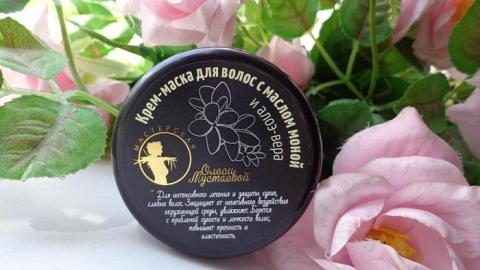 Крем-маска для волос с маслом моной
и алоэ-вера
МАСТЕРСКАЯ
Олеси
Мустаевой
" Для интенсивного лечения и защиты сухих,
слабых волос. Защищает от негативного воздействия
окружающей среды, увлажняет. Борется
с проблемой сухости и ломкости волос,
повышает прочность и
эластичность.